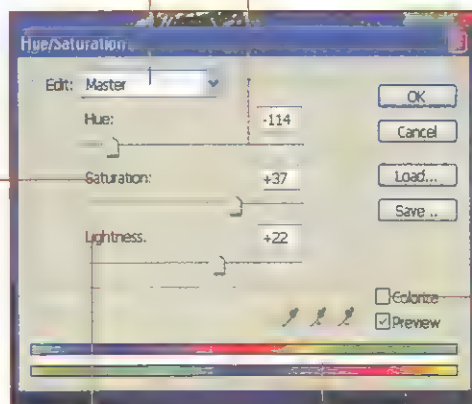 Hue/Saturation
Edit: Master
OK
Hue: -114
Cancel
Saturation: +37
Load...
Save ..
Lightness. +22
Colorize
Preview